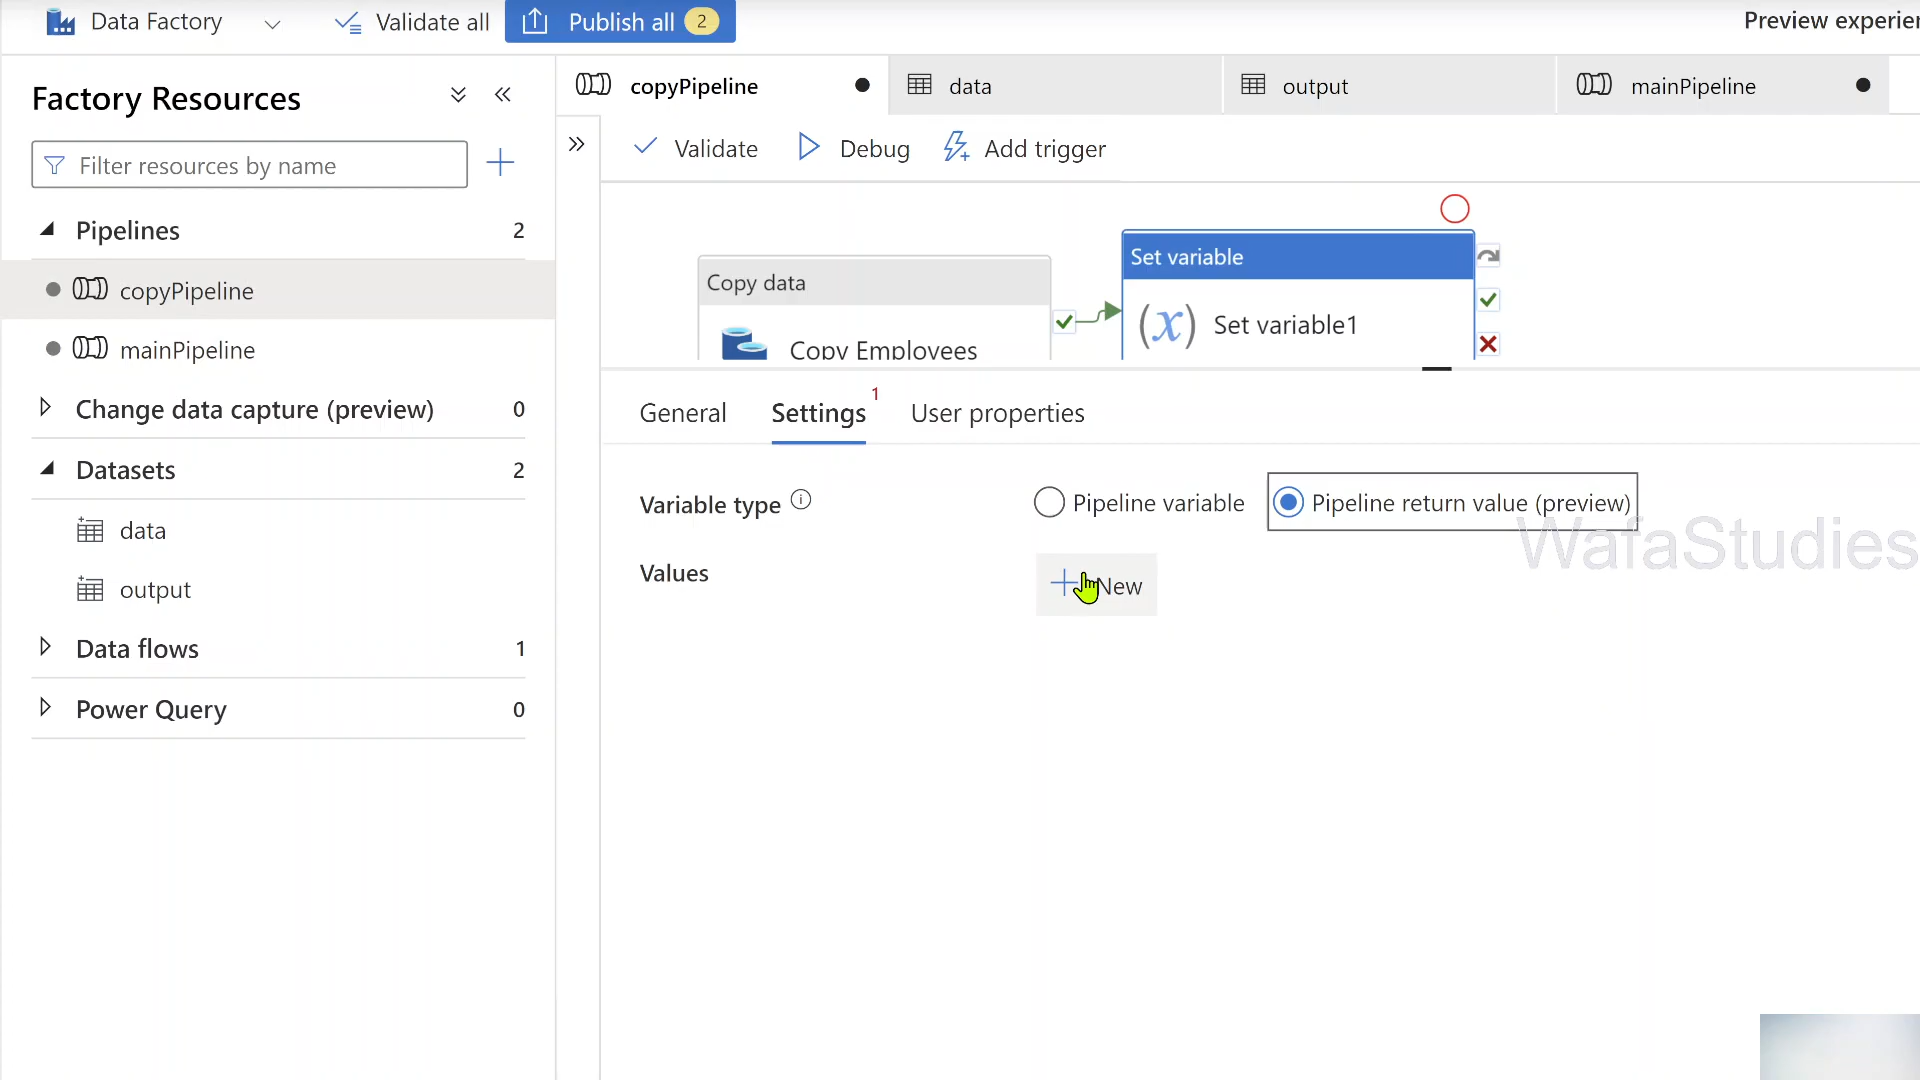 Data Factory
Validate all
Publish all 2
Preview experien
Factory Resources
Filter resources by name
Pipelines 2
copyPipeline
mainPipeline
Change data capture (preview) 0
Datasets 2
data
output
Data flows 1
Power Query 0
copyPipeline
data
output
mainPipeline
Validate
Debug
Add trigger
Copy data
Copy Employees
Set variable
(x) Set variable1
General
Settings 1
User properties
Variable type
Pipeline variable
Pipeline return value (preview)
Values
New
WafaStudies